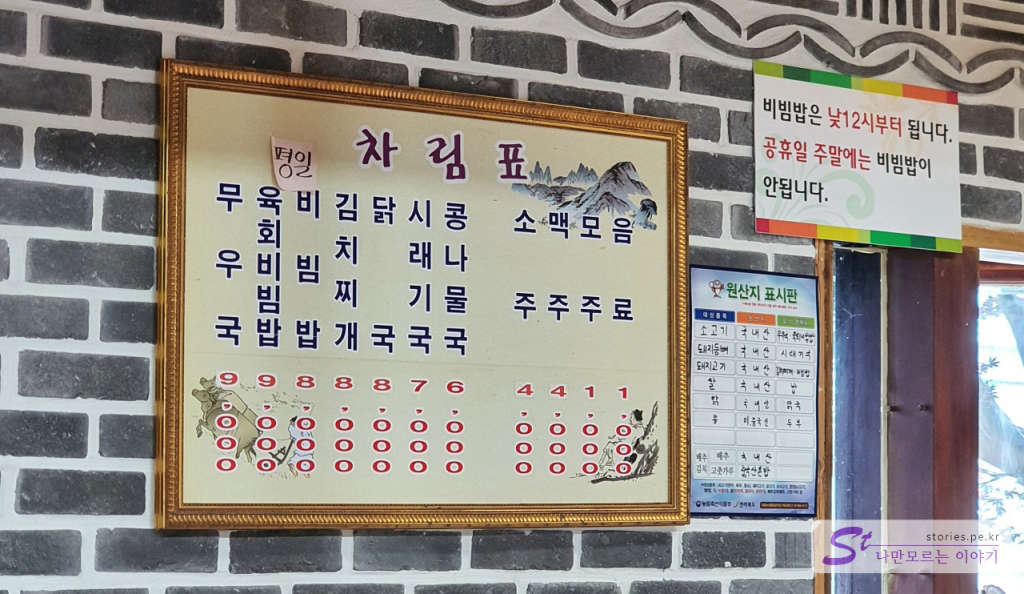 평일
차림표
무우국 9,000
육회비빔밥 9,000
비빔밥 8,000
김치찌개 8,000
닭국 8,000
시래기국 7,000
콩나물국 6,000
소주 4,000
맥주 4,000
모주 1,000
음료 1,000
비빔밥은 낮12시부터 됩니다.
공휴일 주말에는 비빔밥이
안됩니다.
원산지 표시판
소고기 국내산
돼지등뼈 국내산 시래기국
돼지고기 국내산
쌀 국내산 밥
닭 국내산 닭국
콩 두부
배추김치 배추 국내산
고춧가루
stories.pe.kr
St 나만모르는 이야기